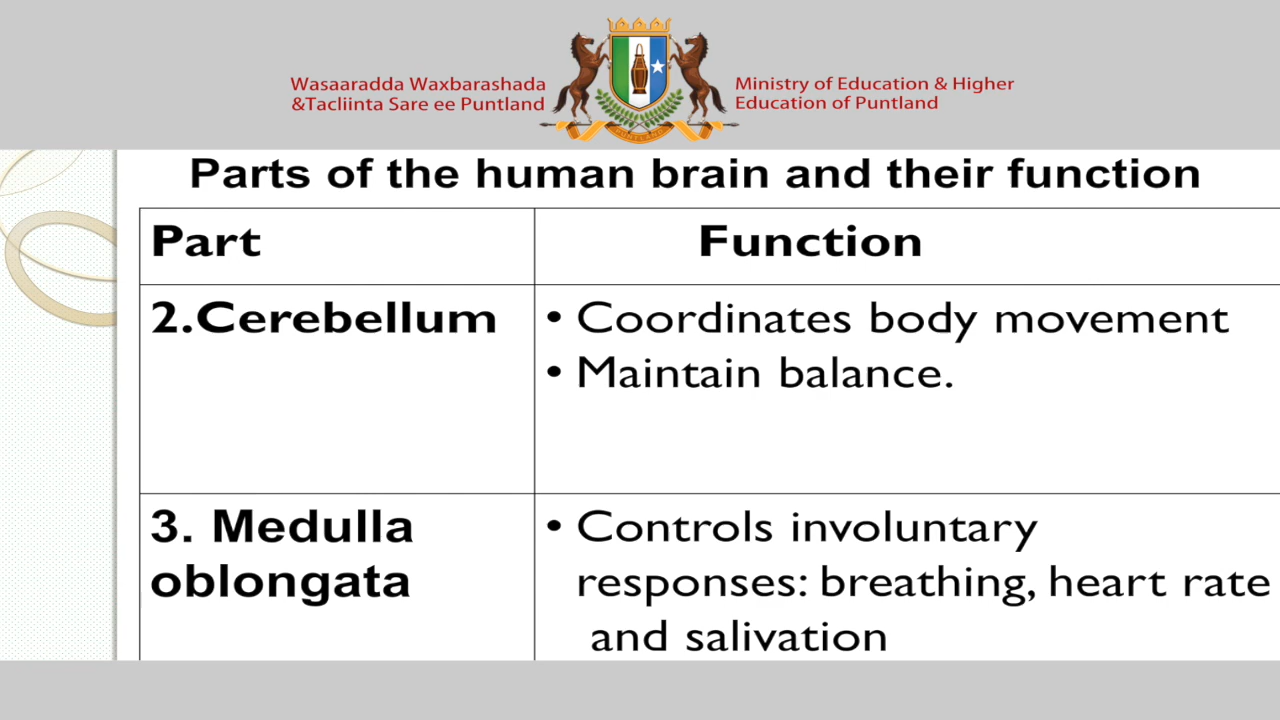 Wasaaradda Waxbarashada
&Tacliinta Sare ee Puntland
Ministry of Education & Higher
Education of Puntland
Parts of the human brain and their function
Part
Function
2.Cerebellum
• Coordinates body movement
• Maintain balance.
3. Medulla
oblongata
• Controls involuntary
responses: breathing, heart rate
and salivation